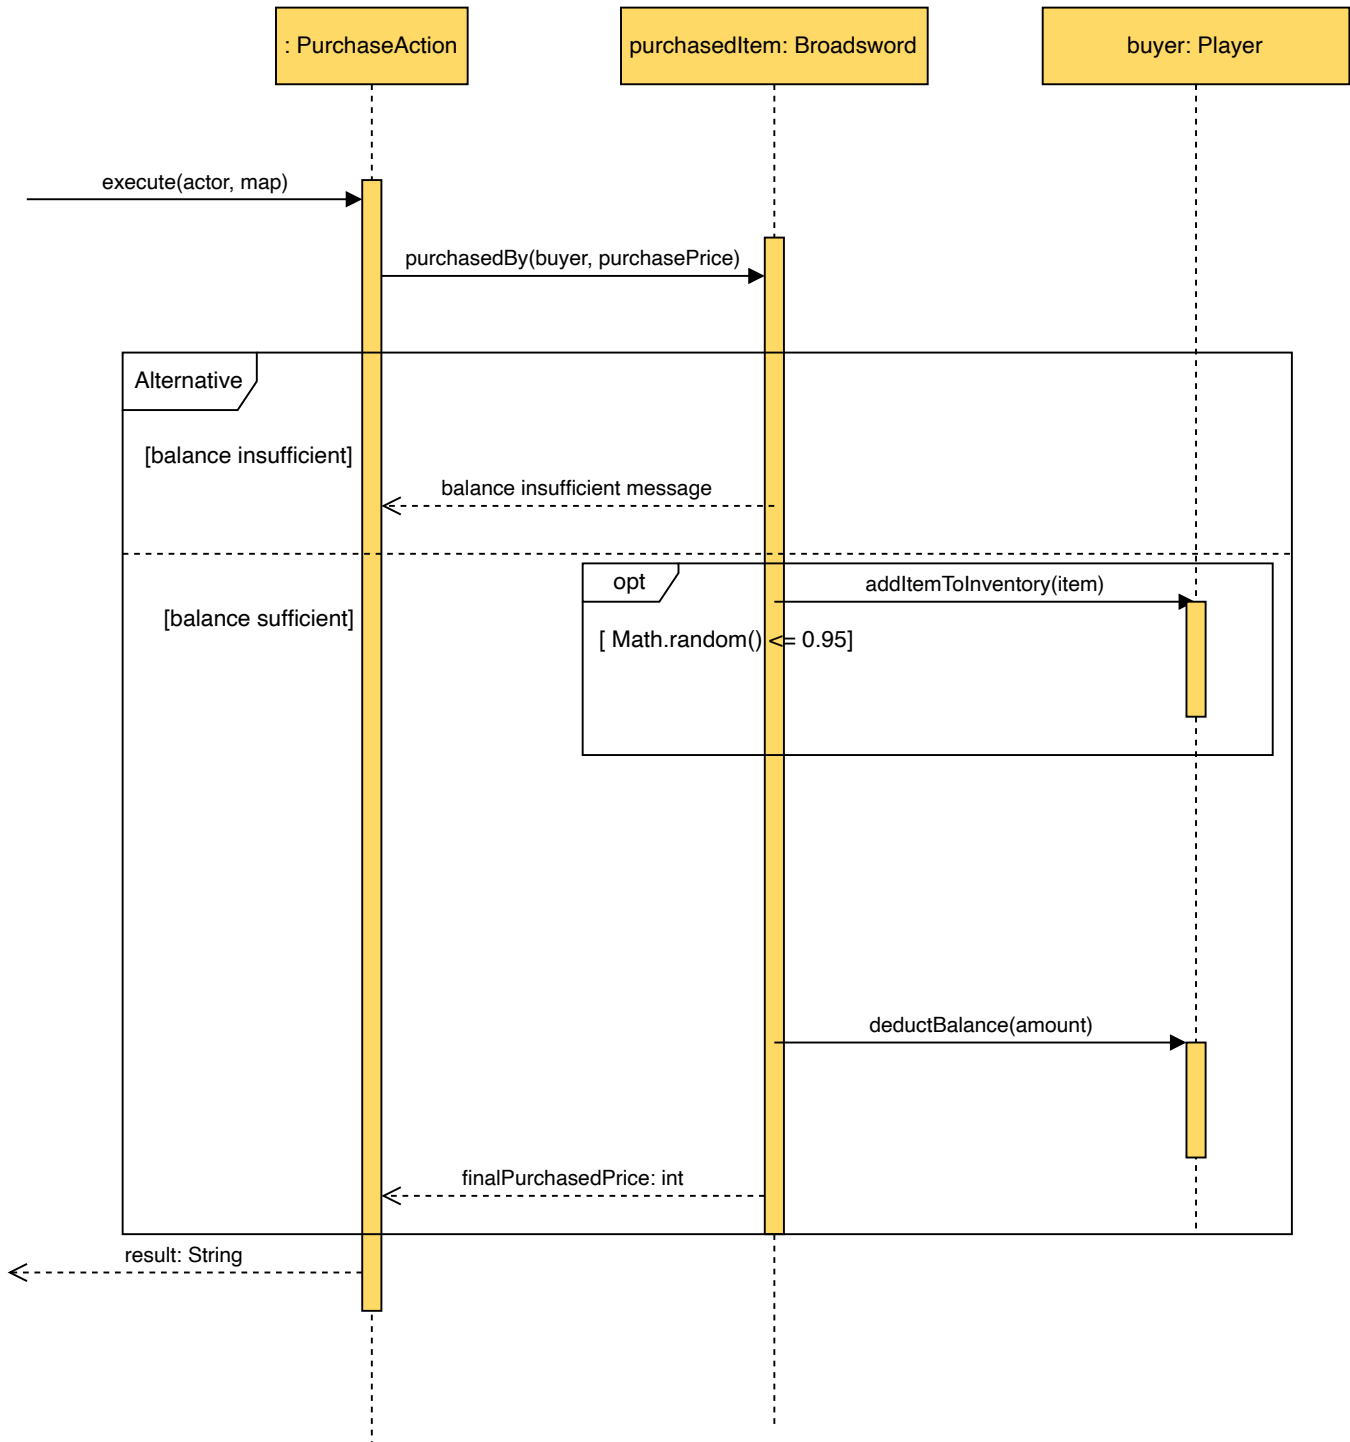 : PurchaseAction
purchasedItem: Broadsword
buyer: Player
execute(actor, map)
purchasedBy(buyer, purchasePrice)
Alternative
[balance insufficient]
balance insufficient message
opt
addItemToInventory(item)
[balance sufficient]
[ Math.random() <= 0.95]
deductBalance(amount)
finalPurchasedPrice: int
result: String